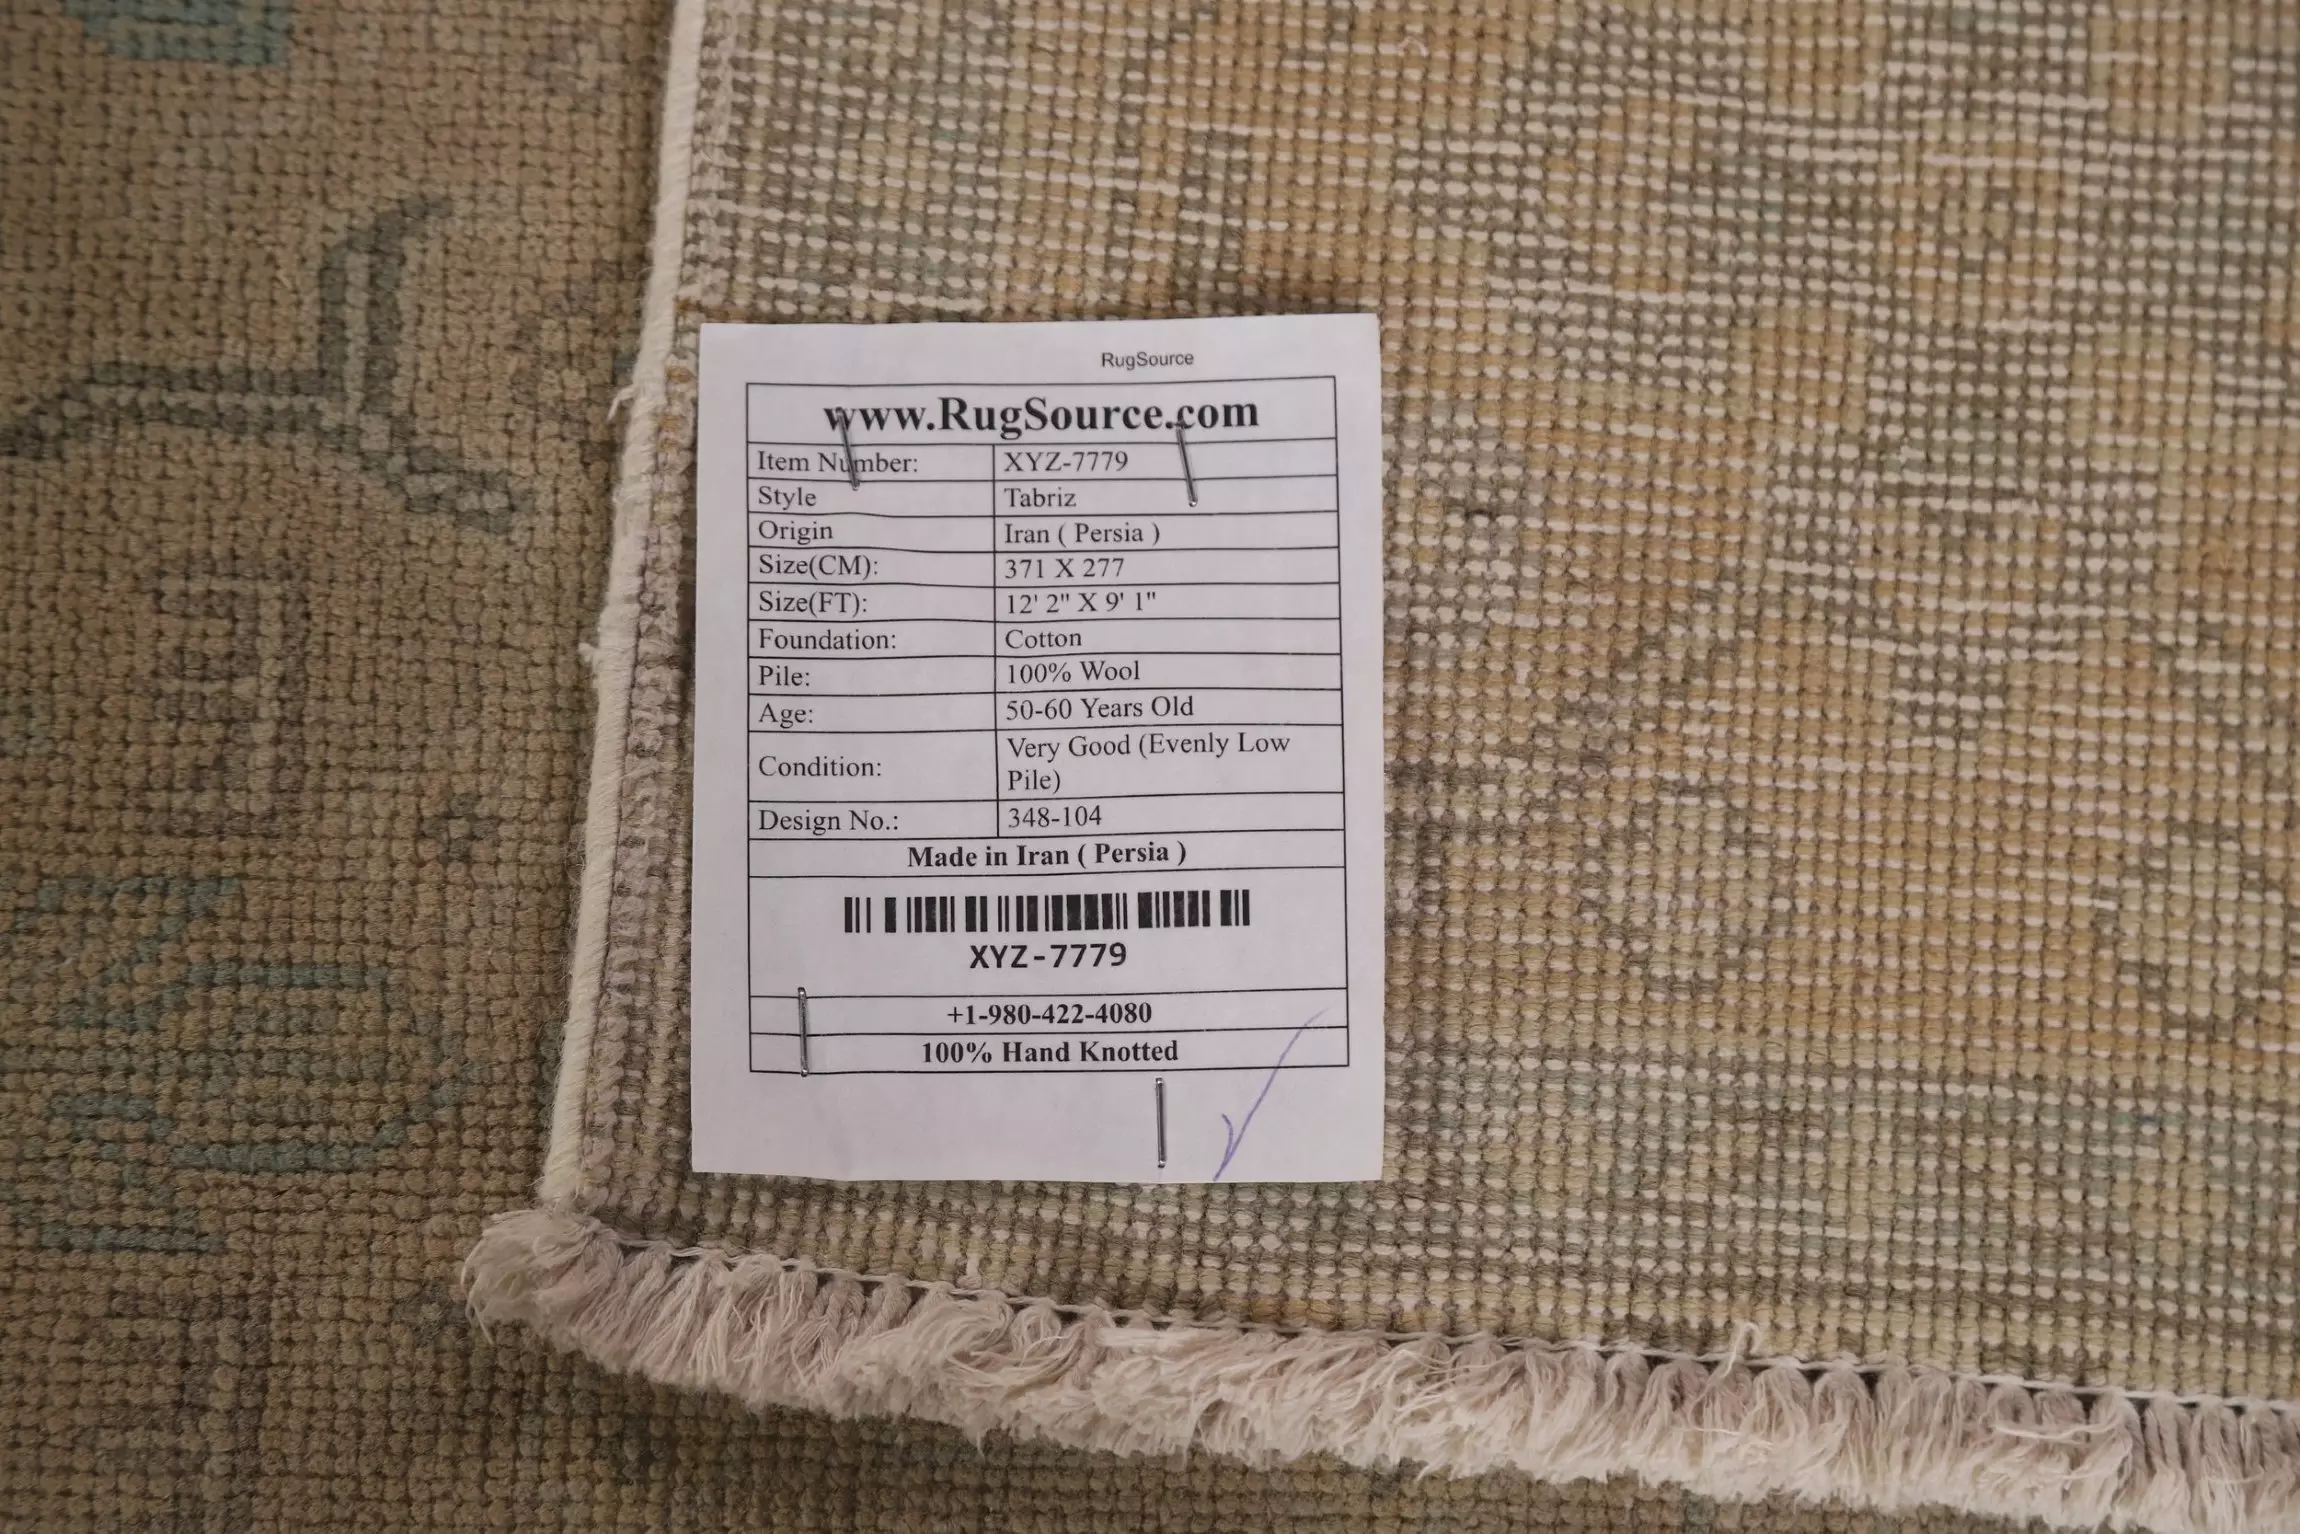 RugSource
www.RugSource.com
Item Number: XYZ-7779
Style Tabriz
Origin Iran ( Persia )
Size(CM): 371 X 277
Size(FT): 12' 2" X 9' 1"
Foundation: Cotton
Pile: 100% Wool
Age: 50-60 Years Old
Condition: Very Good (Evenly Low
Pile)
Design No.: 348-104
Made in Iran ( Persia )
XYZ-7779
+1-980-422-4080
100% Hand Knotted